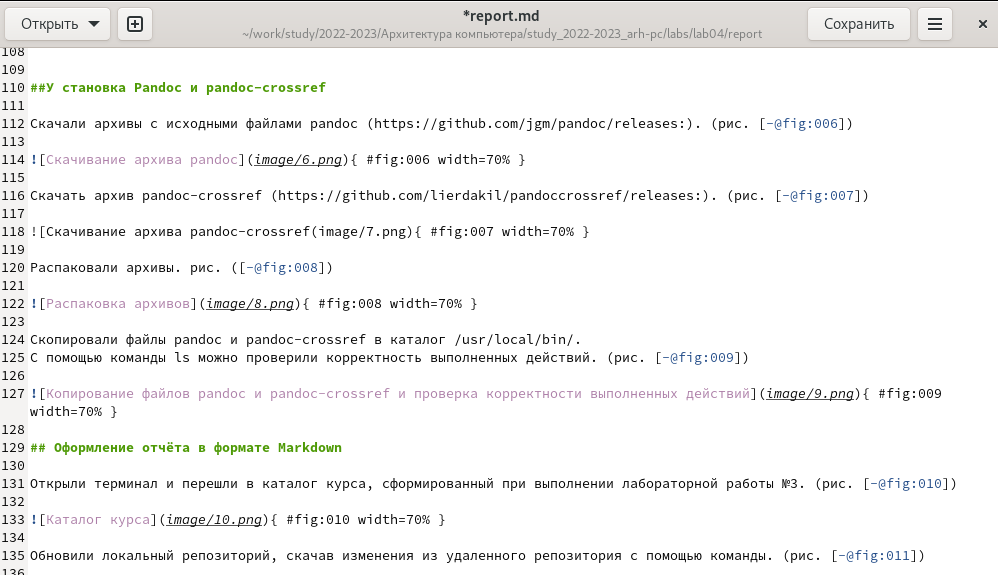 Открыть
*report.md
~/work/study/2022-2023/Архитектура компьютера/study_2022-2023_arh-pc/labs/lab04/report
Сохранить
108
109
110 ##У становка Pandoc и pandoc-crossref
111
112 Скачали архивы с исходными файлами pandoc (https://github.com/jgm/pandoc/releases:). (рис. [-@fig:006])
113
114 ![Скачивание архива pandoc](image/6.png){ #fig:006 width=70% }
115
116 Скачать архив pandoc-crossref (https://github.com/lierdakil/pandoccrossref/releases:). (рис. [-@fig:007])
117
118 ![Скачивание архива pandoc-crossref(image/7.png){ #fig:007 width=70% }
119
120 Распаковали архивы. рис. ([-@fig:008])
121
122 ![Распаковка архивов](image/8.png){ #fig:008 width=70% }
123
124 Скопировали файлы pandoc и pandoc-crossref в каталог /usr/local/bin/.
125 С помощью команды ls можно проверили корректность выполненных действий. (рис. [-@fig:009])
126
127 ![Копирование файлов pandoc и pandoc-crossref и проверка корректности выполненных действий](image/9.png){ #fig:009
width=70% }
128
129 ## Оформление отчёта в формате Markdown
130
131 Открыли терминал и перешли в каталог курса, сформированный при выполнении лабораторной работы №3. (рис. [-@fig:010])
132
133 ![Каталог курса](image/10.png){ #fig:010 width=70% }
134
135 Обновили локальный репозиторий, скачав изменения из удаленного репозитория с помощью команды. (рис. [-@fig:011])
136